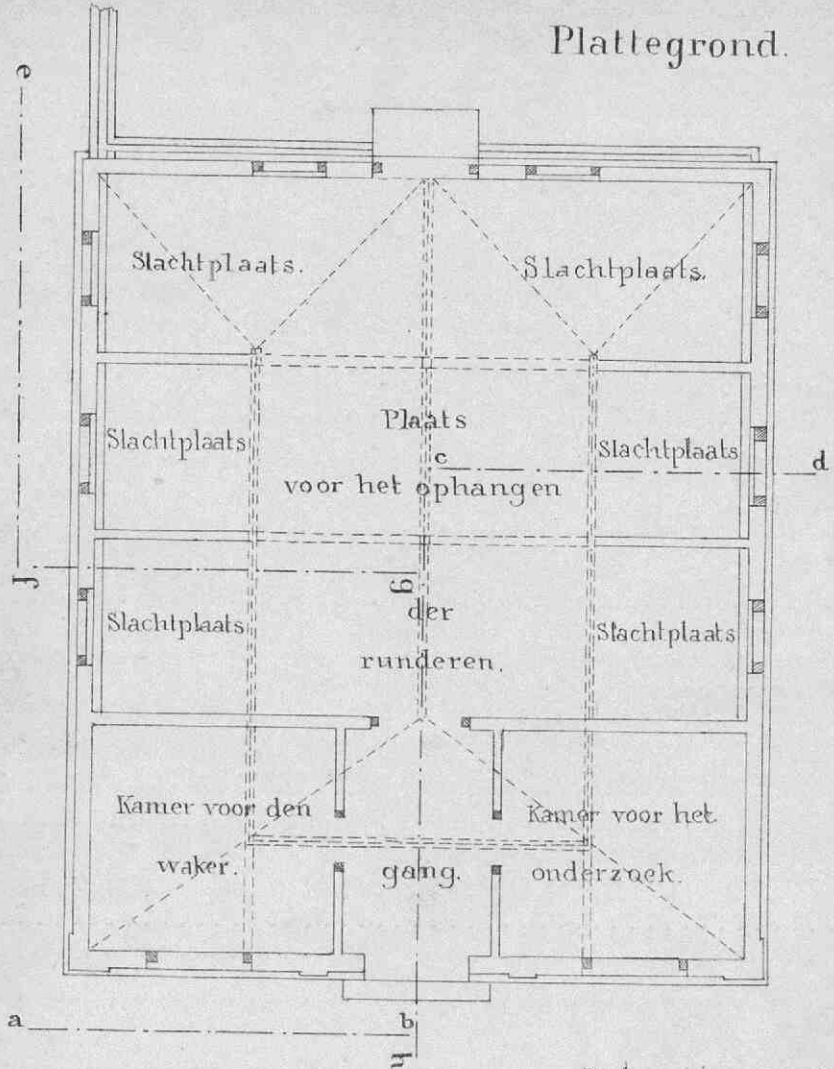 Plattegrond.
e
Slachtplaats.
Slachtplaats.
Plaats
Slachtplaats
Slachtplaats
c
d
voor het ophangen
f
g
der
Slachtplaats
Slachtplaats
runderen.
Kamer voor den
Kamer voor het
waker.
gang.
onderzoek.
a
b
h